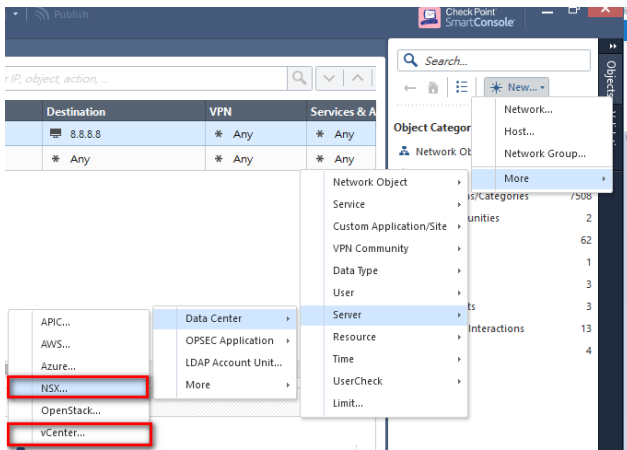 Publish
Check Point
SmartConsole
r IP, object, action, ...
Search...
New...
Objects
Destination
VPN
Services & A
8.8.8.8
Any
Any
Any
Any
Any
Object Categor
Network Ob
Network...
Host...
Network Group...
More
ns/Categories 7508
unities 2
62
1
3
ts 3
Interactions 13
4
Network Object
Service
Custom Application/Site
VPN Community
Data Type
User
Server
Resource
Time
UserCheck
Limit...
Data Center
OPSEC Application
LDAP Account Unit...
More
APIC...
AWS...
Azure...
NSX...
OpenStack...
vCenter...